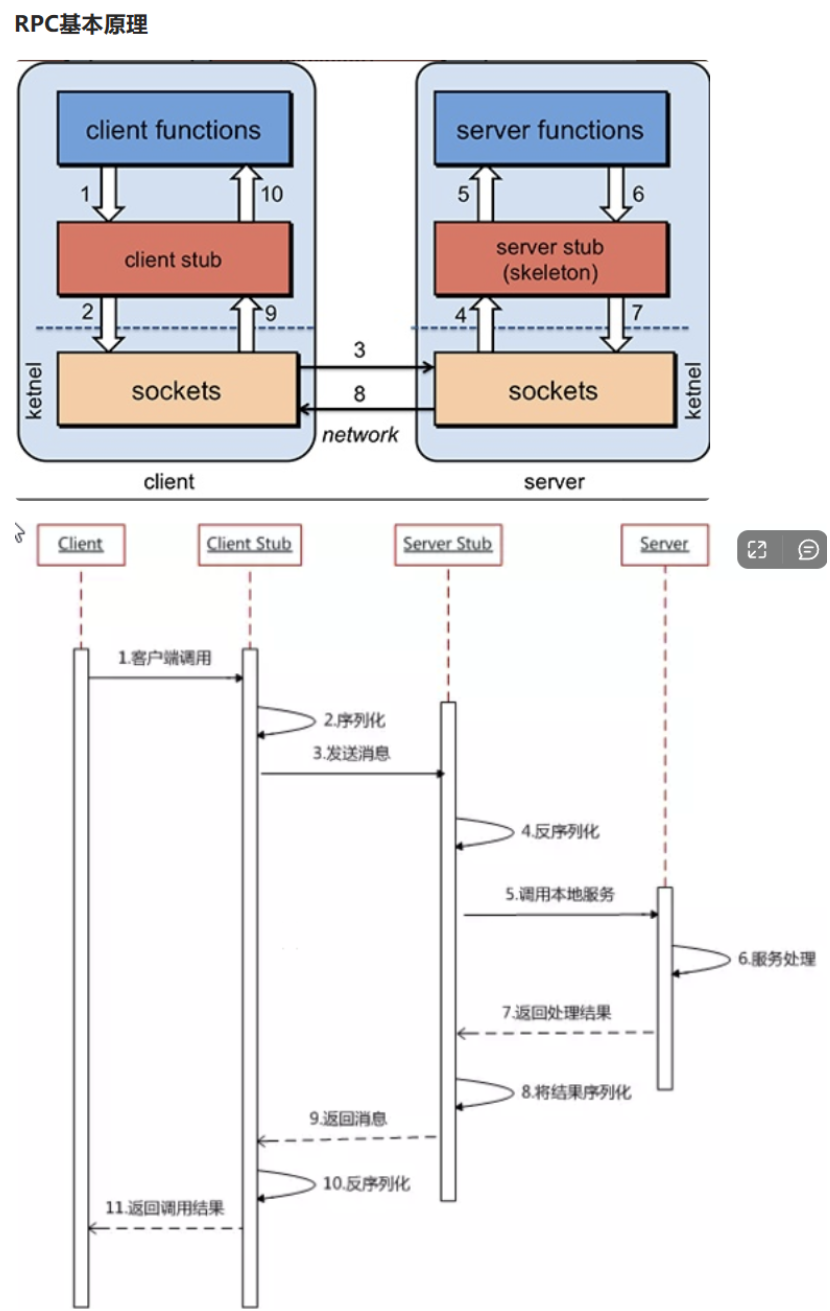 RPC基本原理
client functions
server functions
1
10
5
6
client stub
server stub
(skeleton)
2
9
4
7
3
sockets
sockets
8
ketnel
ketnel
network
client
server
Client
Client Stub
Server Stub
Server
1.客户端调用
2.序列化
3.发送消息
4.反序列化
5.调用本地服务
6.服务处理
7.返回处理结果
8.将结果序列化
9.返回消息
10.反序列化
11.返回调用结果